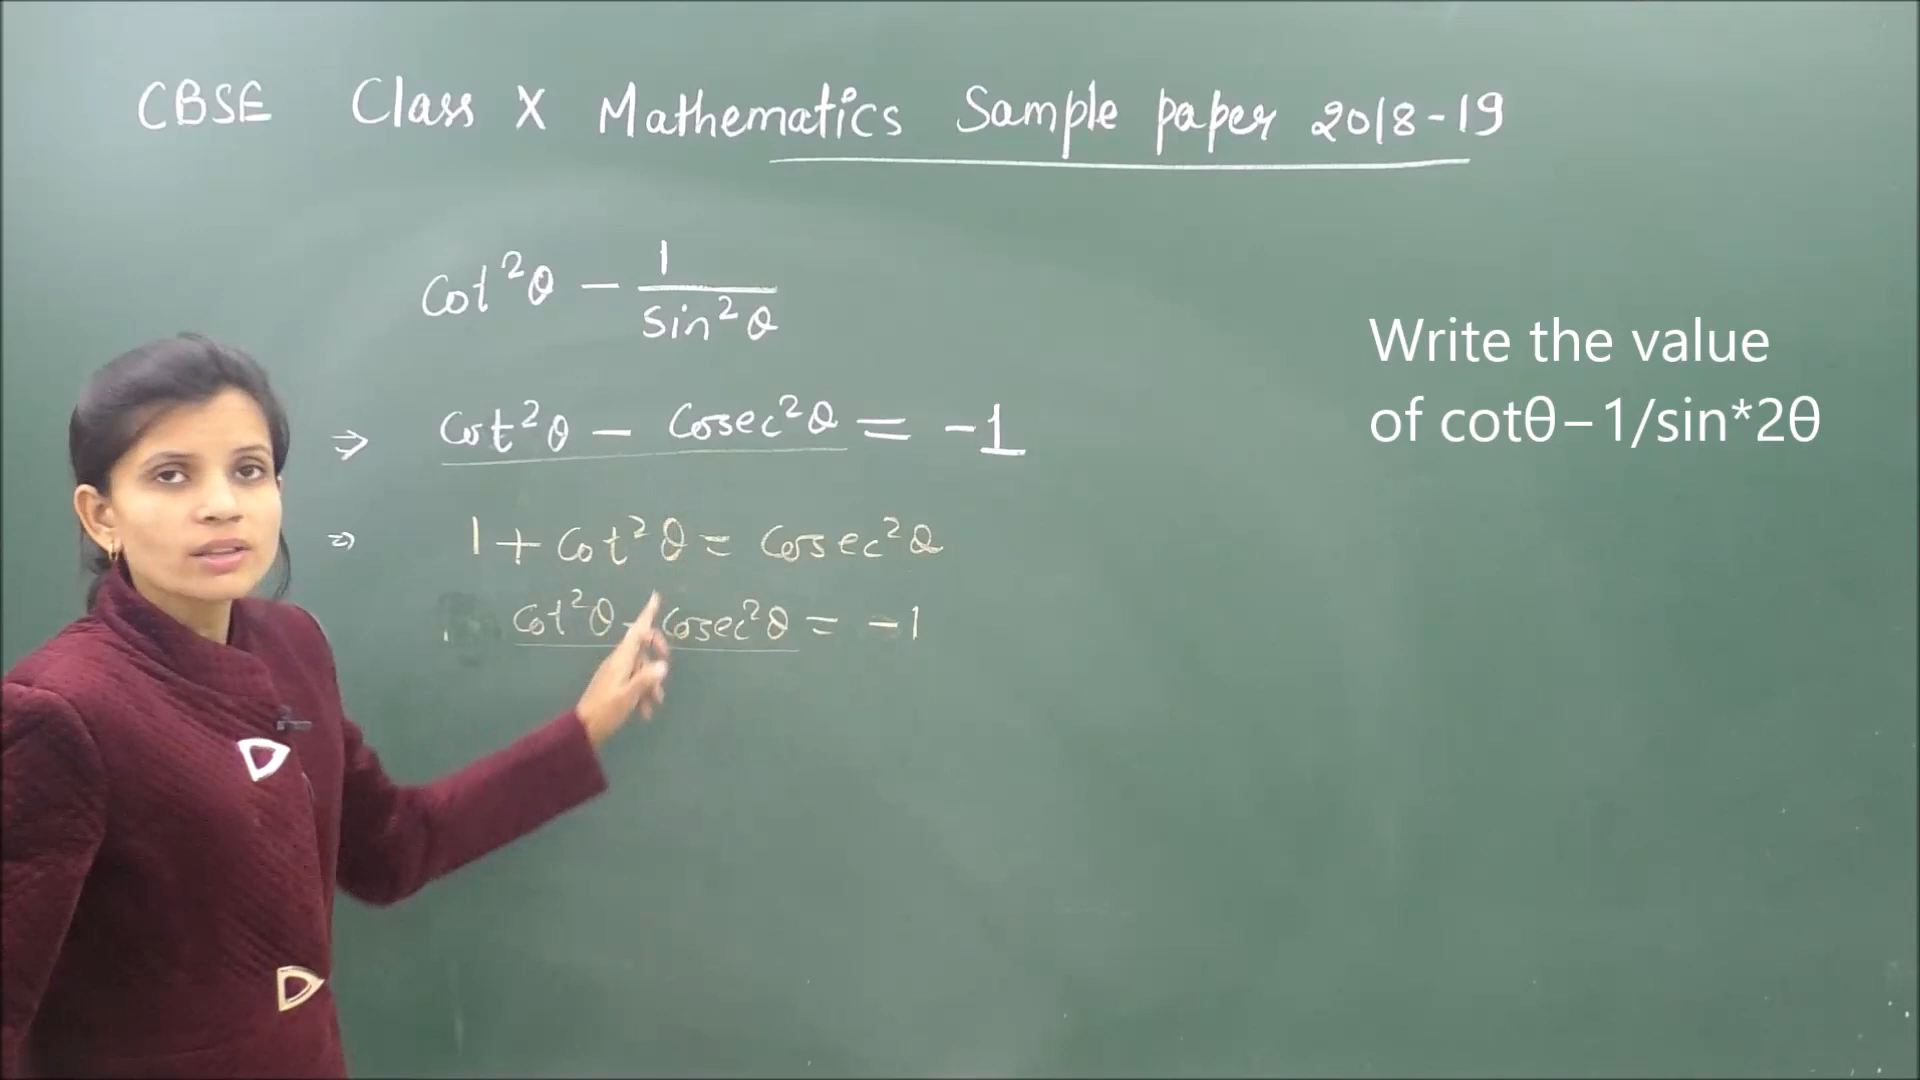 CBSE Class X Mathematics Sample paper 2018-19
cot²θ − 1/sin²θ
⇒ cot²θ − cosec²θ = -1
⇒ 1 + cot²θ = cosec²θ
cot²θ - cosec²θ = -1
Write the value
of cotθ−1/sin*2θ